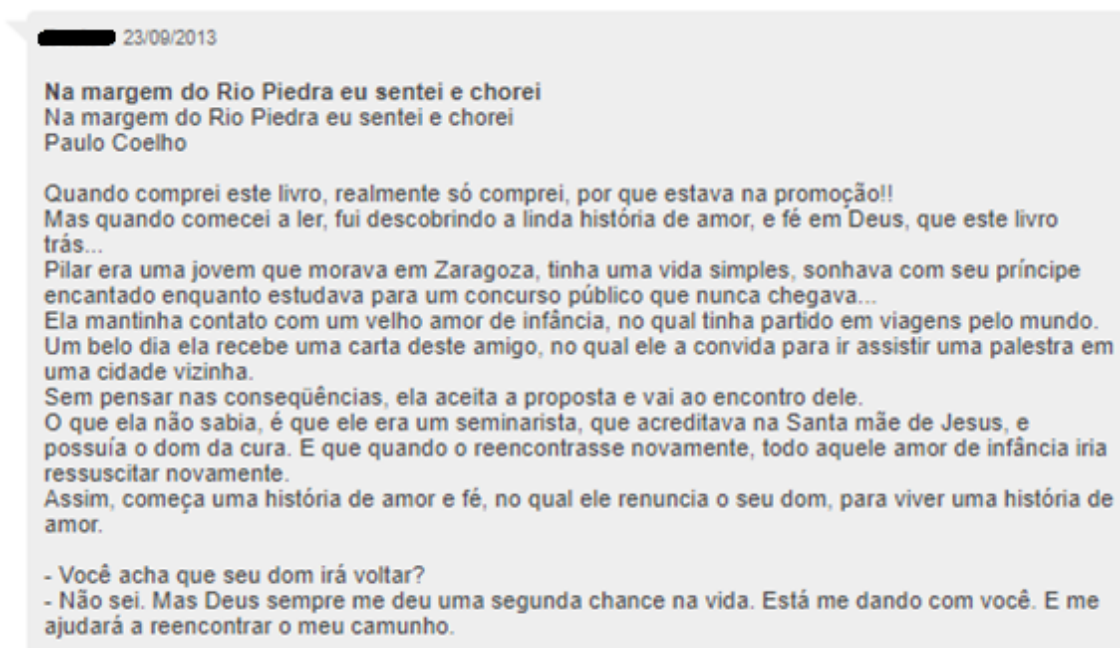 23/09/2013
Na margem do Rio Piedra eu sentei e chorei
Na margem do Rio Piedra eu sentei e chorei
Paulo Coelho
Quando comprei este livro, realmente só comprei, por que estava na promoção!!
Mas quando comecei a ler, fui descobrindo a linda história de amor, e fé em Deus, que este livro
trás...
Pilar era uma jovem que morava em Zaragoza, tinha uma vida simples, sonhava com seu príncipe
encantado enquanto estudava para um concurso público que nunca chegava...
Ela mantinha contato com um velho amor de infância, no qual tinha partido em viagens pelo mundo.
Um belo dia ela recebe uma carta deste amigo, no qual ele a convida para ir assistir uma palestra em
uma cidade vizinha.
Sem pensar nas conseqüências, ela aceita a proposta e vai ao encontro dele.
O que ela não sabia, é que ele era um seminarista, que acreditava na Santa mãe de Jesus, e
possuía o dom da cura. E que quando o reencontrasse novamente, todo aquele amor de infância iria
ressuscitar novamente.
Assim, começa uma história de amor e fé, no qual ele renuncia o seu dom, para viver uma história de
amor.
- Você acha que seu dom irá voltar?
- Não sei. Mas Deus sempre me deu uma segunda chance na vida. Está me dando com você. E me
ajudará a reencontrar o meu camunho.